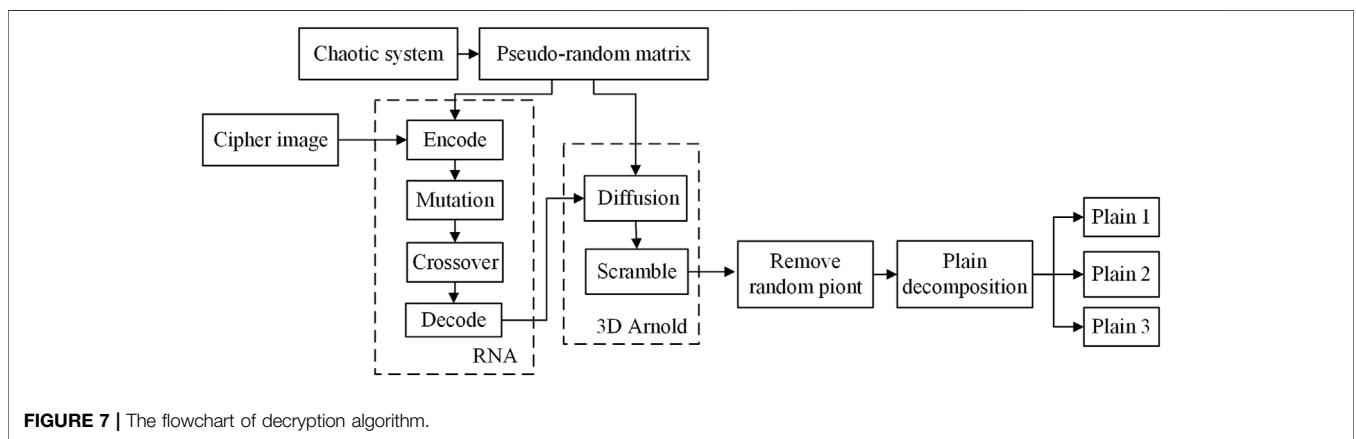 Chaotic system
Pseudo-random matrix
Cipher image
Encode
Mutation
Crossover
Decode
RNA
Diffusion
Scramble
3D Arnold
Remove
random piont
Plain
decomposition
Plain 1
Plain 2
Plain 3
FIGURE 7 | The flowchart of decryption algorithm.